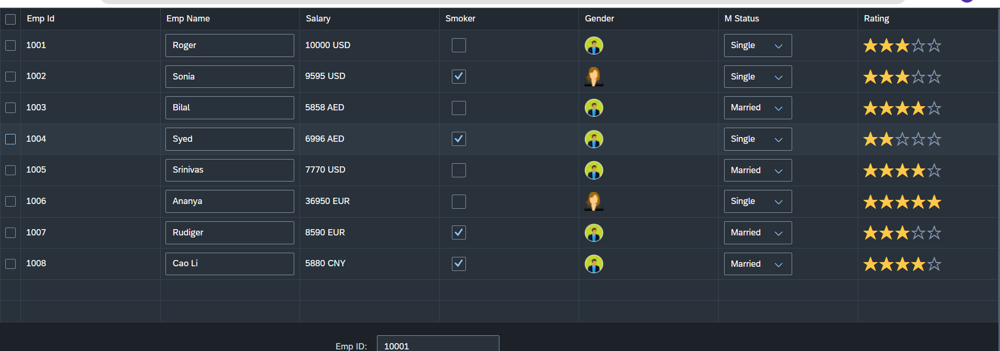 Emp Id Emp Name Salary Smoker Gender M Status Rating
1001 Roger 10000 USD Single
1002 Sonia 9595 USD Single
1003 Bilal 5858 AED Married
1004 Syed 6996 AED Single
1005 Srinivas 7770 USD Married
1006 Ananya 36950 EUR Single
1007 Rudiger 8590 EUR Married
1008 Cao Li 5880 CNY Married
Emp ID: 10001